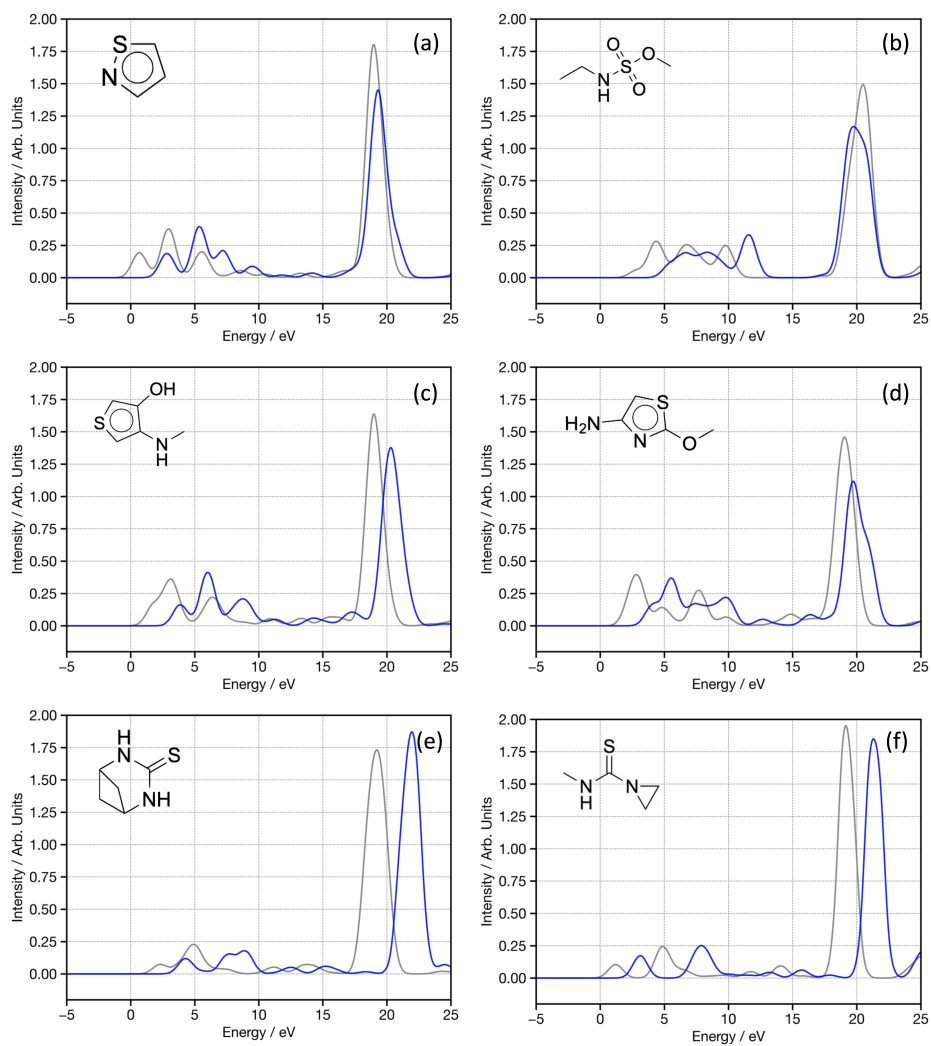 2.00
1.75
1.50
1.25
1.00
0.75
0.50
0.25
0.00
Intensity / Arb. Units
−5 0 5 10 15 20 25
Energy / eV
(a)
S
N
2.00
1.75
1.50
1.25
1.00
0.75
0.50
0.25
0.00
Intensity / Arb. Units
−5 0 5 10 15 20 25
Energy / eV
(b)
O
O
S
N
H
O
2.00
1.75
1.50
1.25
1.00
0.75
0.50
0.25
0.00
Intensity / Arb. Units
−5 0 5 10 15 20 25
Energy / eV
(c)
OH
S
N
H
2.00
1.75
1.50
1.25
1.00
0.75
0.50
0.25
0.00
Intensity / Arb. Units
−5 0 5 10 15 20 25
Energy / eV
(d)
S
H₂N
N
O
2.00
1.75
1.50
1.25
1.00
0.75
0.50
0.25
0.00
Intensity / Arb. Units
−5 0 5 10 15 20 25
Energy / eV
(e)
H
N
S
NH
2.00
1.75
1.50
1.25
1.00
0.75
0.50
0.25
0.00
Intensity / Arb. Units
−5 0 5 10 15 20 25
Energy / eV
(f)
S
N
H
N